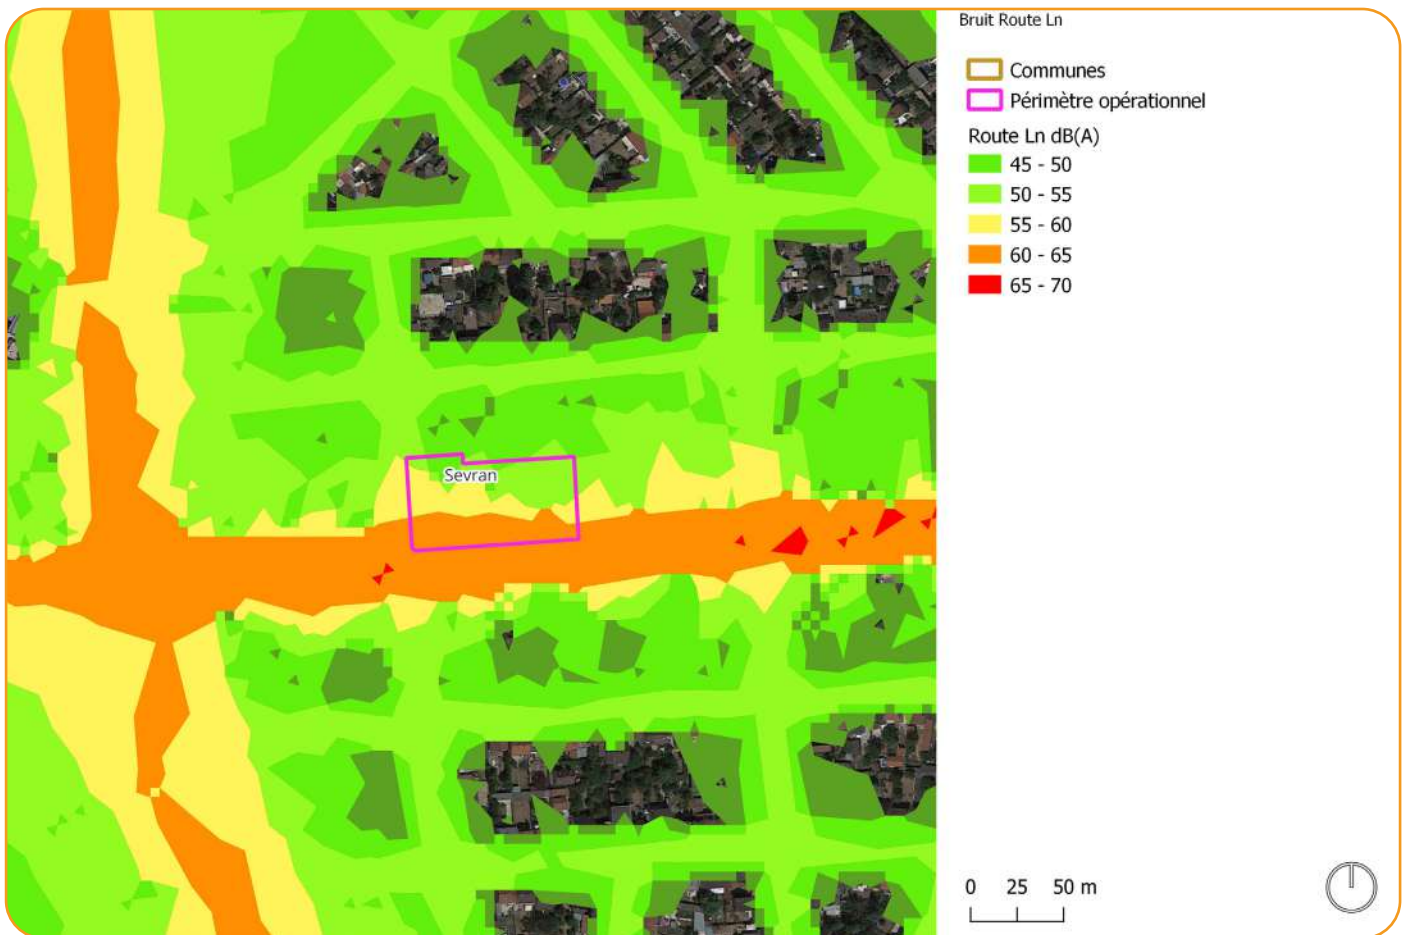 Bruit Route Ln
Communes
Périmètre opérationnel
Route Ln dB(A)
45 - 50
50 - 55
55 - 60
60 - 65
65 - 70
Sevran
0 25 50 m